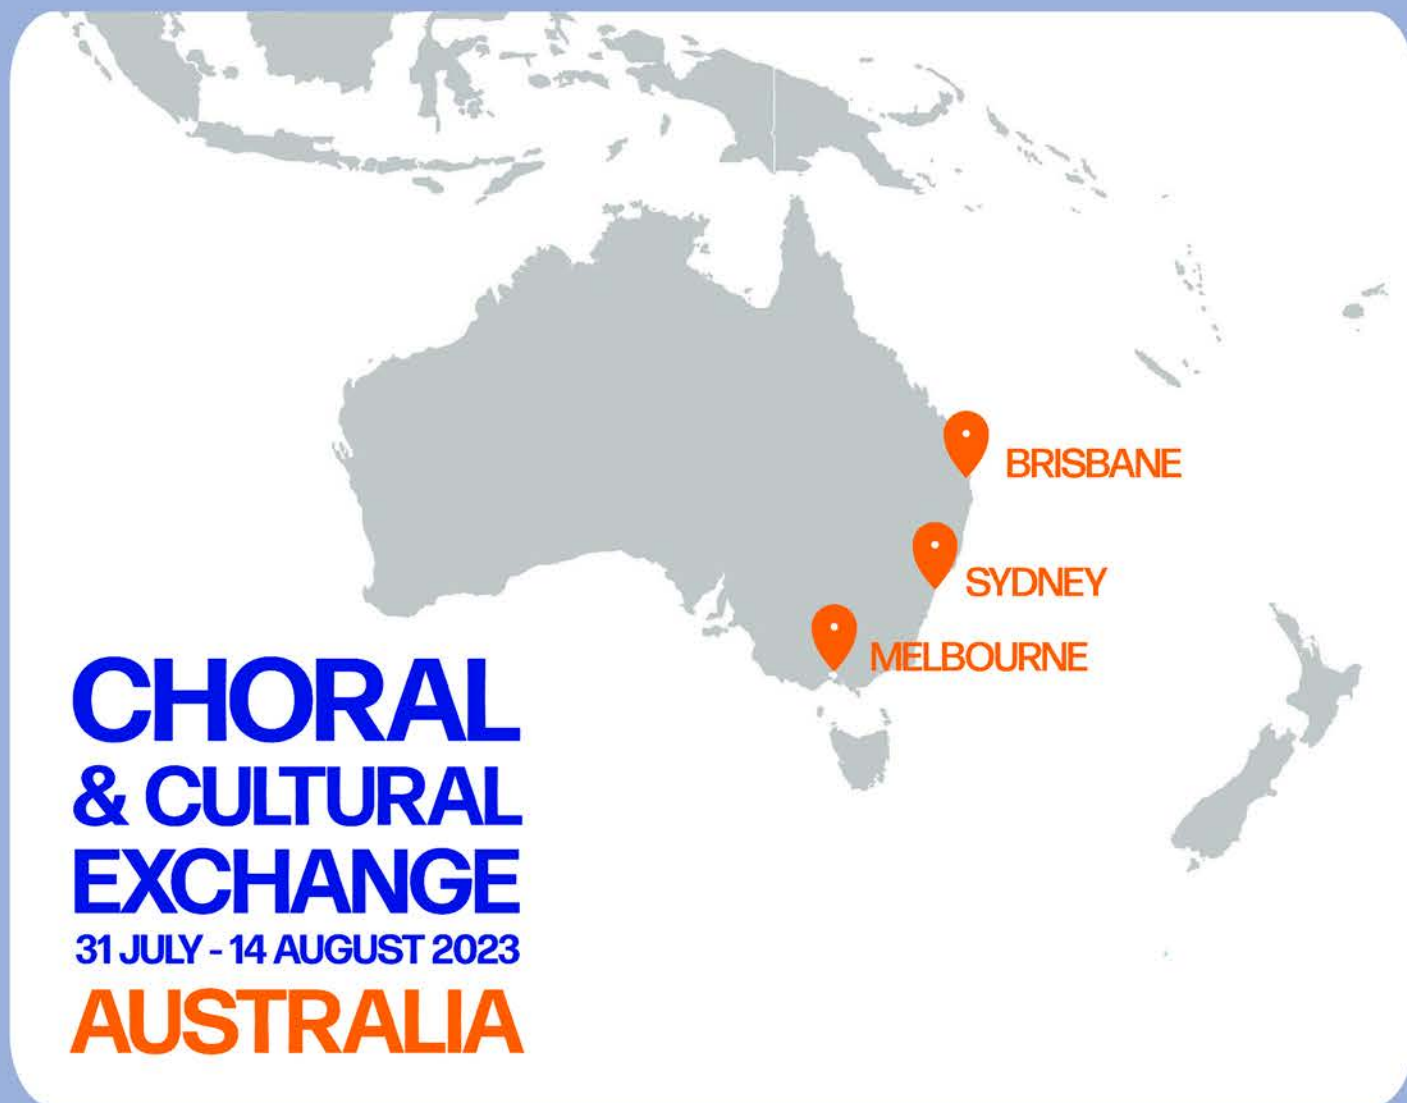 BRISBANE
SYDNEY
MELBOURNE
CHORAL
& CULTURAL
EXCHANGE
31 JULY - 14 AUGUST 2023
AUSTRALIA